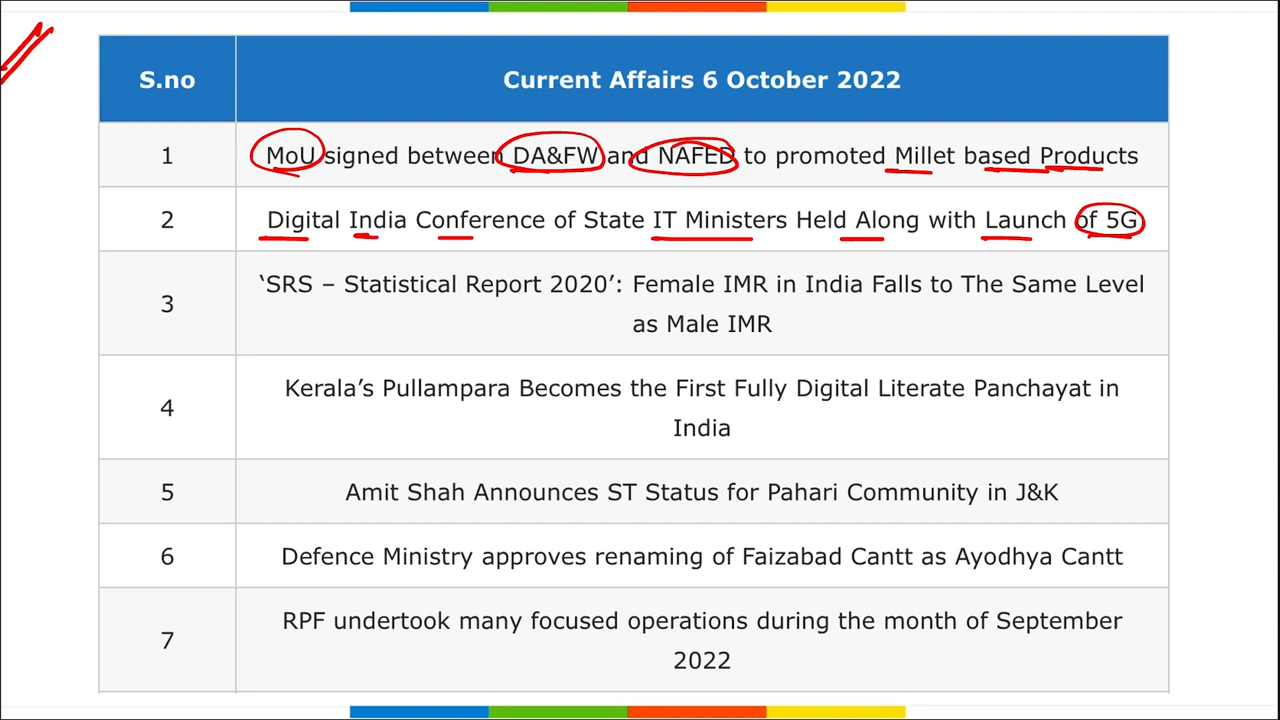 S.no Current Affairs 6 October 2022
1 MoU signed between DA&FW and NAFED to promoted Millet based Products
2 Digital India Conference of State IT Ministers Held Along with Launch of 5G
3 ‘SRS – Statistical Report 2020’: Female IMR in India Falls to The Same Level
as Male IMR
4 Kerala’s Pullampara Becomes the First Fully Digital Literate Panchayat in
India
5 Amit Shah Announces ST Status for Pahari Community in J&K
6 Defence Ministry approves renaming of Faizabad Cantt as Ayodhya Cantt
7 RPF undertook many focused operations during the month of September
2022